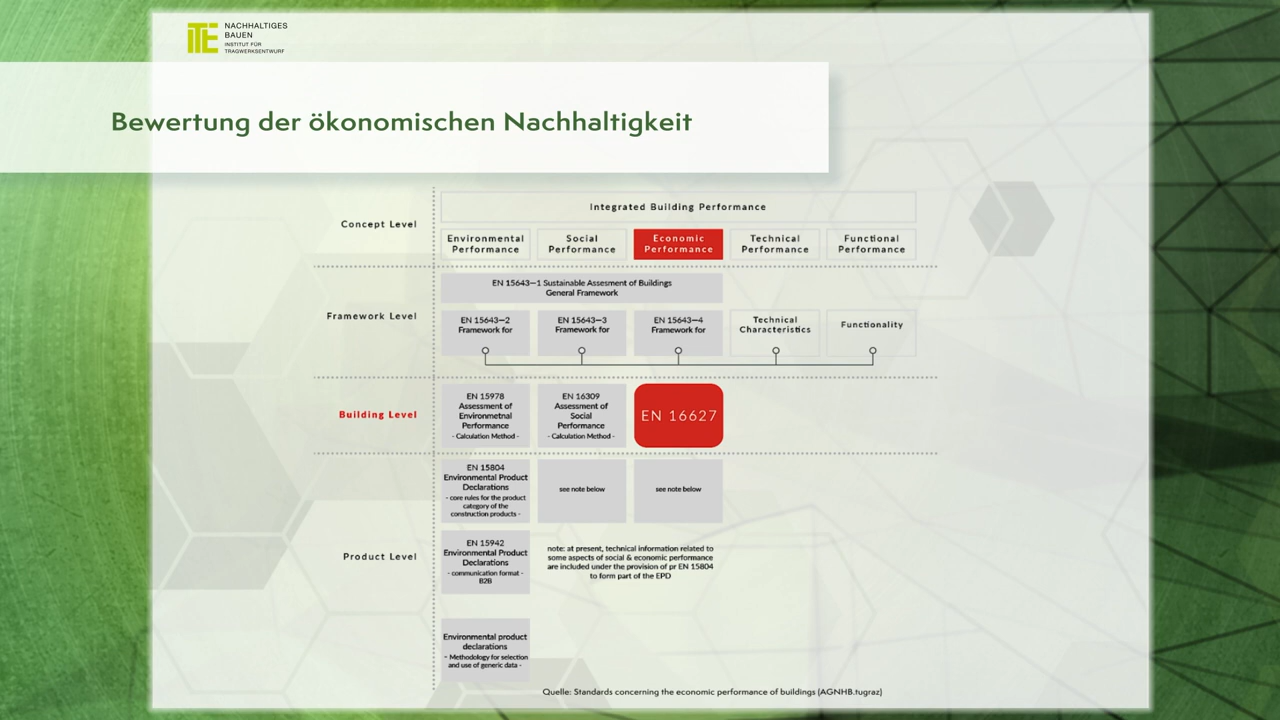 NACHHALTIGES
BAUEN
INSTITUT FÜR
TRAGWERKSENTWURF
Bewertung der ökonomischen Nachhaltigkeit
Concept Level
Integrated Building Performance
Environmental
Performance
Social
Performance
Economic
Performance
Technical
Performance
Functional
Performance
Framework Level
EN 15643—1 Sustainable Assesment of Buildings
General Framework
EN 15643—2
Framework for
EN 15643—3
Framework for
EN 15643—4
Framework for
Technical
Characteristics
Functionality
Building Level
EN 15978
Assessment of
Environmetnal
Performance
- Calculation Method -
EN 16309
Assessment of
Social
Performance
- Calculation Method -
EN 16627
Product Level
EN 15804
Environmental Product
Declarations
- core rules for the product
category of the
construction products -
see note below
see note below
EN 15942
Environmental Product
Declarations
- communication format -
B2B
note: at present, technical information related to
some aspects of social & economic performance
are included under the provision of pr EN 15804
to form part of the EPD
Environmental product
declarations
- Methodology for selection
and use of generic data -
Quelle: Standards concerning the economic performance of buildings (AGNHB.tugraz)